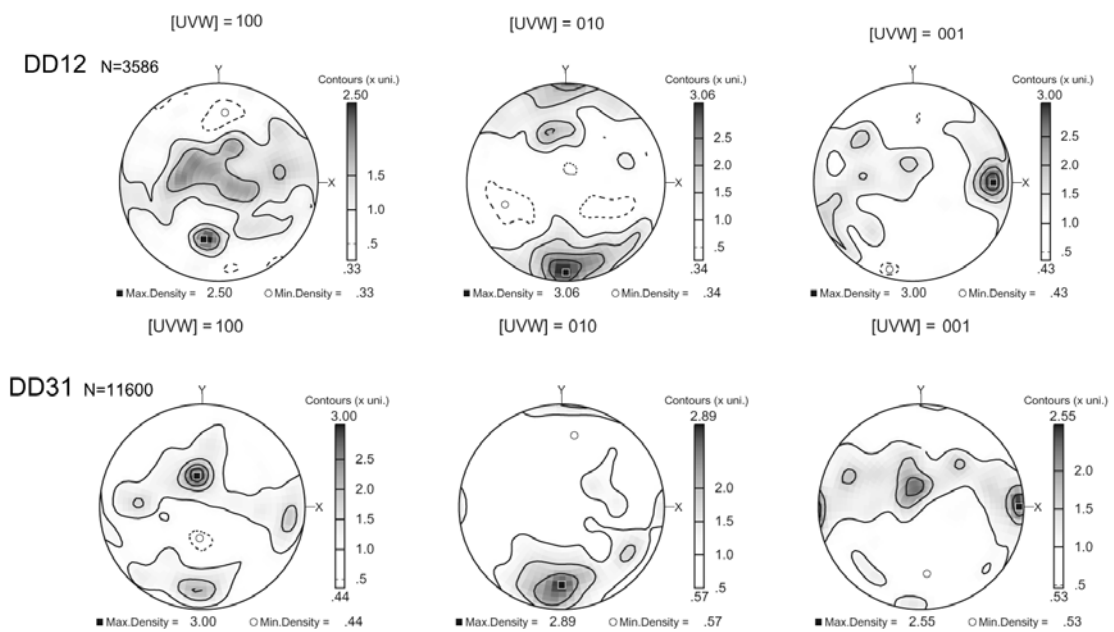 [UVW] = 100
[UVW] = 010
[UVW] = 001
DD12 N=3586
Y
X
Contours (x uni.)
2.50
1.5
1.0
.5
.33
■ Max.Density = 2.50 ○ Min.Density = .33
Y
X
Contours (x uni.)
3.06
2.5
2.0
1.5
1.0
.5
.34
■ Max.Density = 3.06 ○ Min.Density = .34
Y
X
Contours (x uni.)
3.00
2.5
2.0
1.5
1.0
.5
.43
■ Max.Density = 3.00 ○ Min.Density = .43
[UVW] = 100
[UVW] = 010
[UVW] = 001
DD31 N=11600
Y
X
Contours (x uni.)
3.00
2.5
2.0
1.5
1.0
.5
.44
■ Max.Density = 3.00 ○ Min.Density = .44
Y
X
Contours (x uni.)
2.89
2.0
1.5
1.0
.5
.57
■ Max.Density = 2.89 ○ Min.Density = .57
Y
X
Contours (x uni.)
2.55
2.0
1.5
1.0
.5
.53
■ Max.Density = 2.55 ○ Min.Density = .53